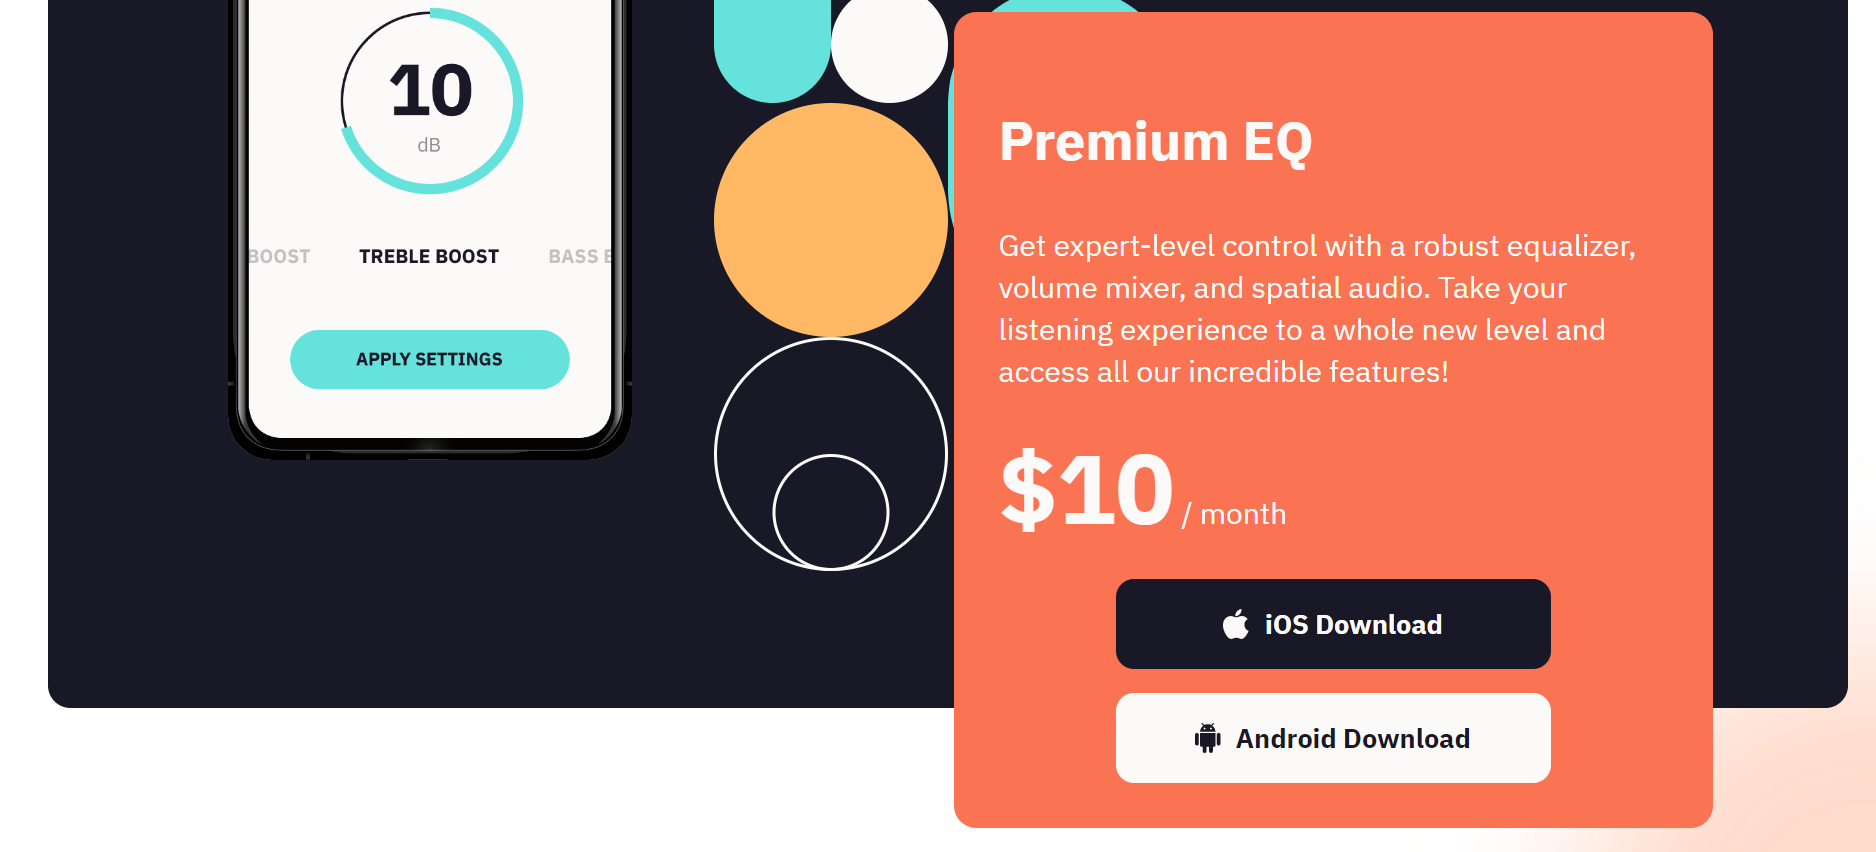 10
dB
BOOST TREBLE BOOST BASS
APPLY SETTINGS
Premium EQ
Get expert-level control with a robust equalizer,
volume mixer, and spatial audio. Take your
listening experience to a whole new level and
access all our incredible features!
$10 / month
iOS Download
Android Download